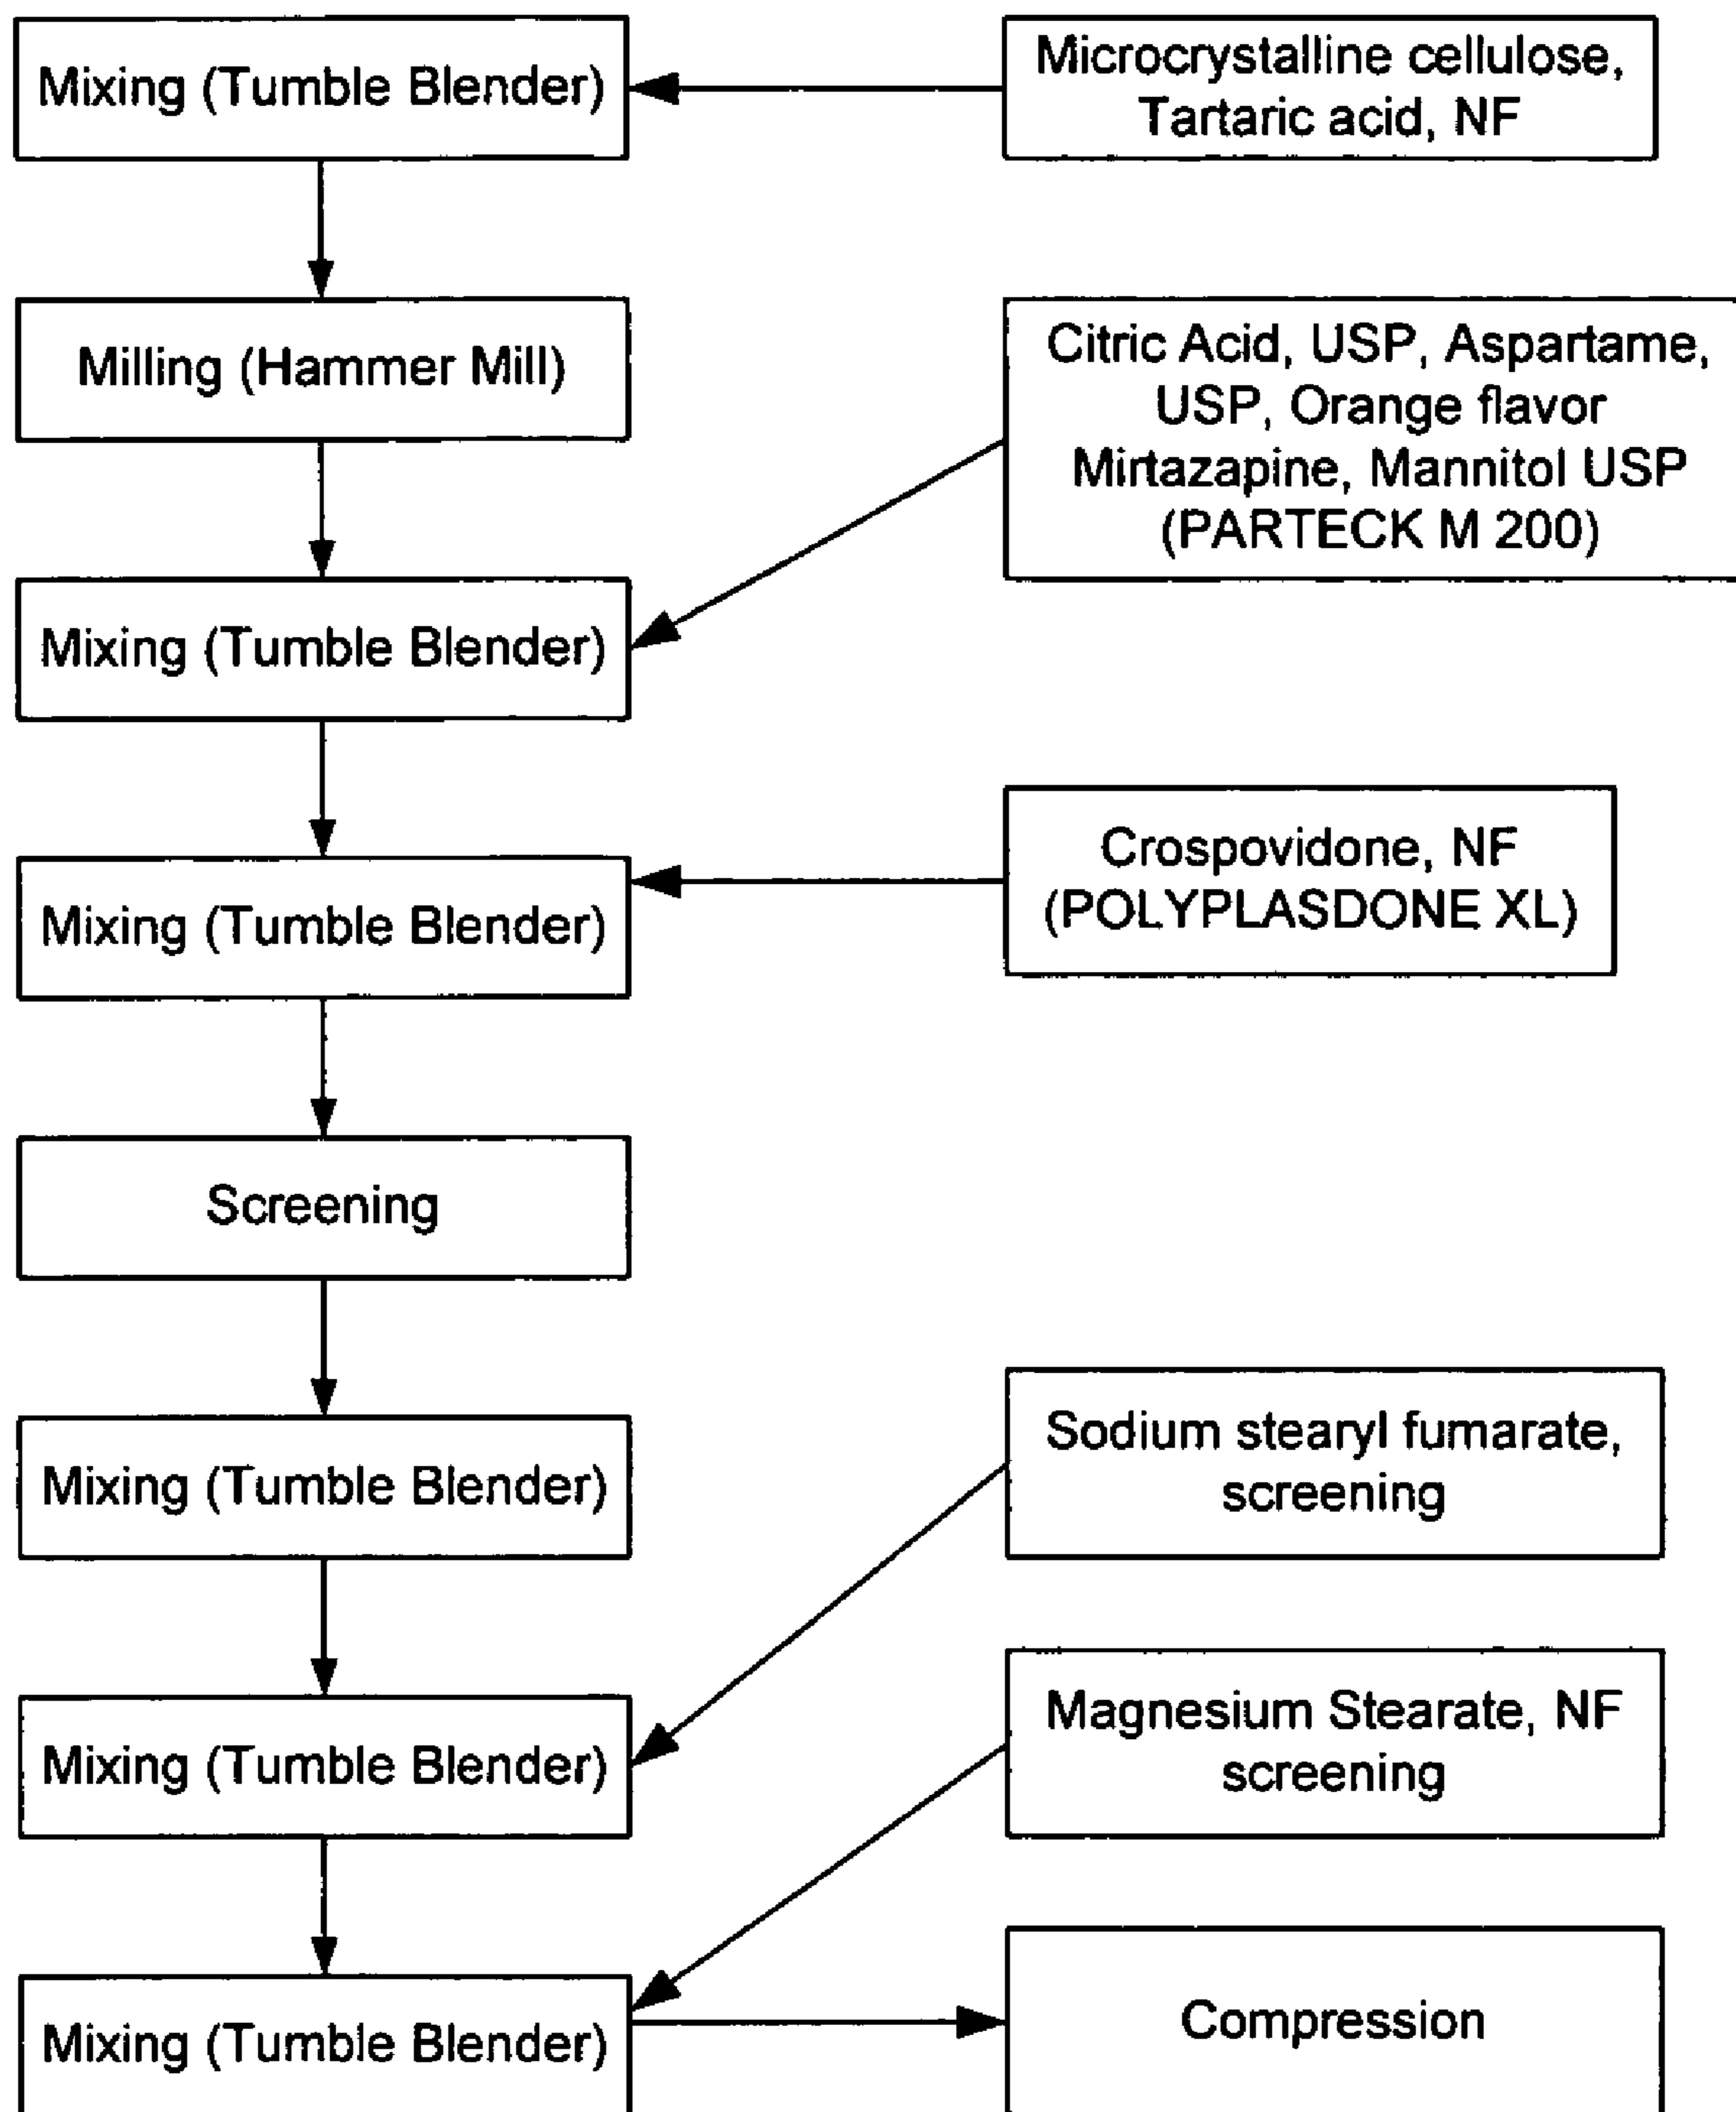 Mixing (Tumble Blender)
Microcrystalline cellulose,
Tartaric acid, NF
Milling (Hammer Mill)
Citric Acid, USP, Aspartame,
USP, Orange flavor
Mirtazapine, Mannitol USP
(PARTECK M 200)
Mixing (Tumble Blender)
Crospovidone, NF
(POLYPLASDONE XL)
Mixing (Tumble Blender)
Screening
Mixing (Tumble Blender)
Sodium stearyl fumarate,
screening
Mixing (Tumble Blender)
Magnesium Stearate, NF
screening
Mixing (Tumble Blender)
Compression